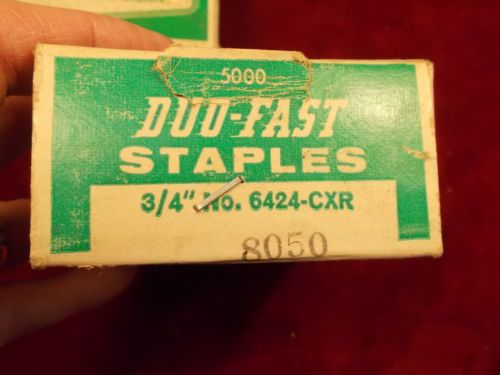 5000
DUO-FAST
STAPLES
3/4" No. 6424-CXR
8050